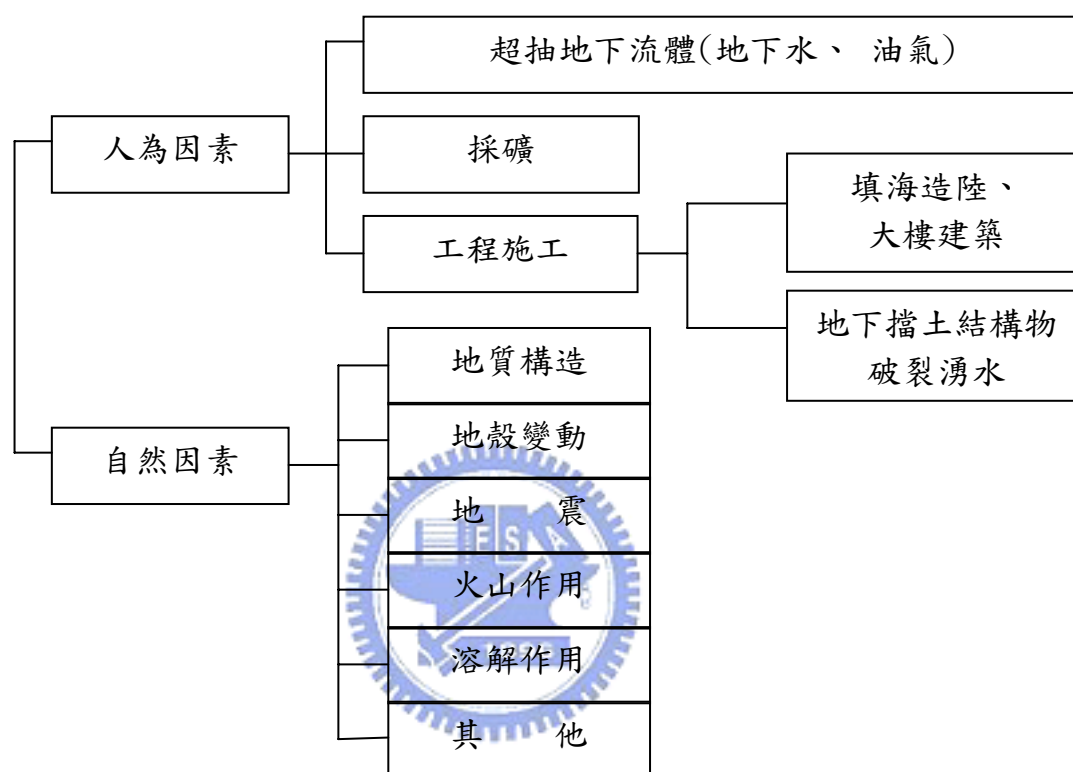 超抽地下流體(地下水、 油氣)
人為因素
採礦
工程施工
填海造陸、
大樓建築
地下擋土結構物
破裂湧水
自然因素
地質構造
地殼變動
地 震
火山作用
溶解作用
其 他
E S A
1896